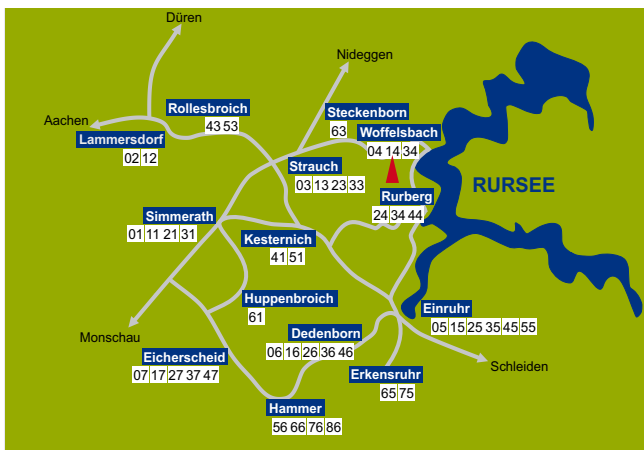 Düren
Nideggen
Aachen
Rollesbroich
43 53
Steckenborn
63
Lammersdorf
02 12
Woffelsbach
04 14 34
Strauch
03 13 23 33
RURSEE
Rurberg
24 34 44
Simmerath
01 11 21 31
Kesternich
41 51
Huppenbroich
61
Einruhr
05 15 25 35 45 55
Monschau
Dedenborn
06 16 26 36 46
Eicherscheid
07 17 27 37 47
Schleiden
Erkensruhr
65 75
Hammer
56 66 76 86